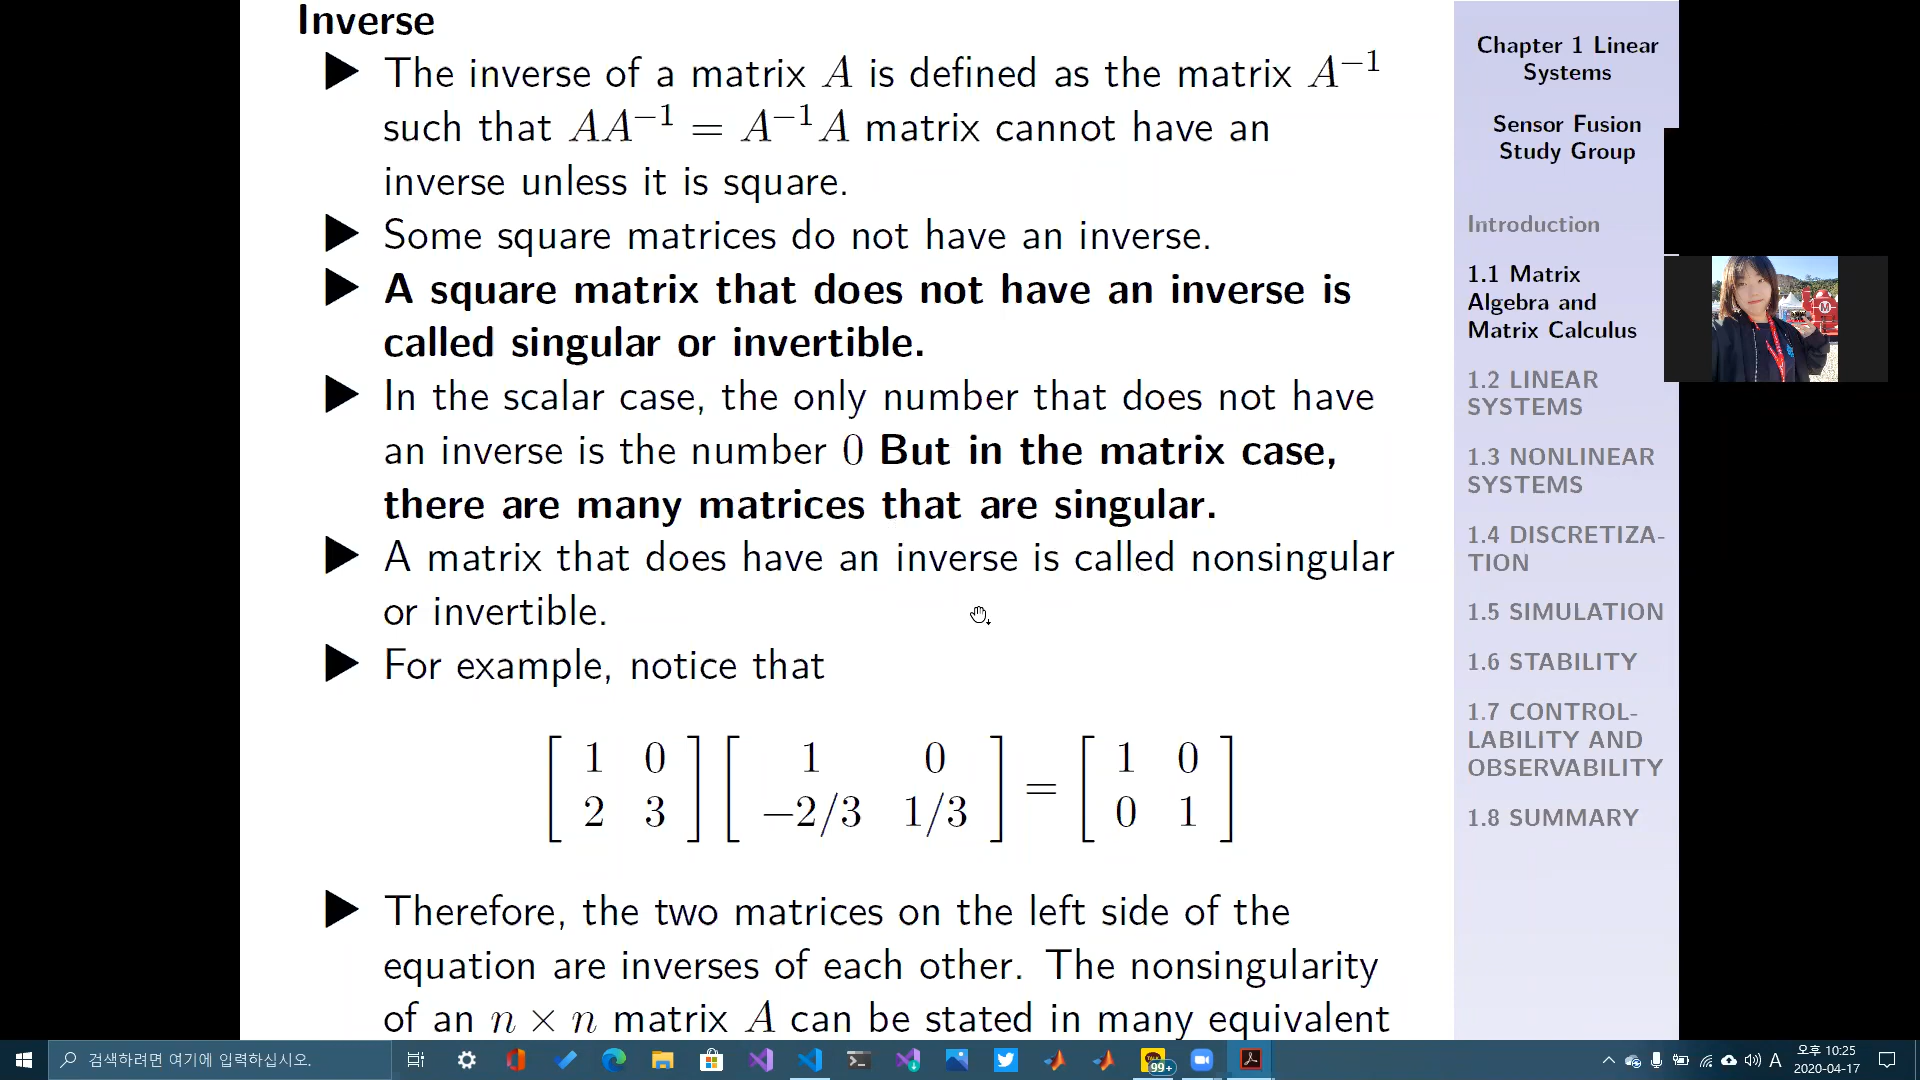 Inverse
▶ The inverse of a matrix A is defined as the matrix A⁻¹
such that AA⁻¹ = A⁻¹A matrix cannot have an
inverse unless it is square.
▶ Some square matrices do not have an inverse.
▶ A square matrix that does not have an inverse is
called singular or invertible.
▶ In the scalar case, the only number that does not have
an inverse is the number 0 But in the matrix case,
there are many matrices that are singular.
▶ A matrix that does have an inverse is called nonsingular
or invertible.
▶ For example, notice that
[ 1 0 ] [ 1 0 ] = [ 1 0 ]
[ 2 3 ] [ −2/3 1/3 ] [ 0 1 ]
▶ Therefore, the two matrices on the left side of the
equation are inverses of each other. The nonsingularity
of an n × n matrix A can be stated in many equivalent
Chapter 1 Linear
Systems
Sensor Fusion
Study Group
Introduction
1.1 Matrix
Algebra and
Matrix Calculus
1.2 LINEAR
SYSTEMS
1.3 NONLINEAR
SYSTEMS
1.4 DISCRETIZA-
TION
1.5 SIMULATION
1.6 STABILITY
1.7 CONTROL-
LABILITY AND
OBSERVABILITY
1.8 SUMMARY
M
검색하려면 여기에 입력하십시오.
TALK
99+
A
오후 10:25
2020-04-17